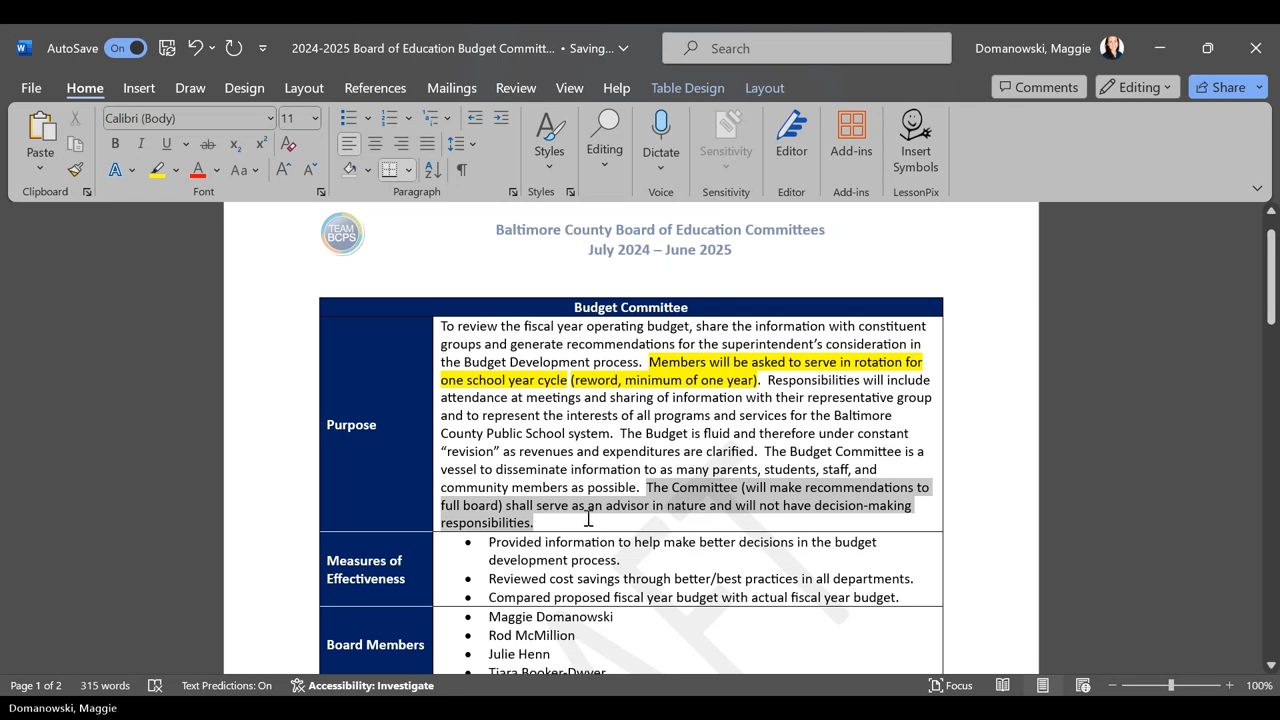 AutoSave On 2024-2025 Board of Education Budget Committ... • Saving... Search Domanowski, Maggie
File Home Insert Draw Design Layout References Mailings Review View Help Table Design Layout Comments Editing Share
Calibri (Body) 11
Paste Styles Editing Dictate Sensitivity Editor Add-ins Insert Symbols
Clipboard Font Paragraph Styles Voice Sensitivity Editor Add-ins LessonPix
TEAM BCPS
Baltimore County Board of Education Committees
July 2024 – June 2025
Budget Committee
Purpose
To review the fiscal year operating budget, share the information with constituent
groups and generate recommendations for the superintendent's consideration in
the Budget Development process. Members will be asked to serve in rotation for
one school year cycle (reword, minimum of one year). Responsibilities will include
attendance at meetings and sharing of information with their representative group
and to represent the interests of all programs and services for the Baltimore
County Public School system. The Budget is fluid and therefore under constant
“revision” as revenues and expenditures are clarified. The Budget Committee is a
vessel to disseminate information to as many parents, students, staff, and
community members as possible. The Committee (will make recommendations to
full board) shall serve as an advisor in nature and will not have decision-making
responsibilities.
Measures of
Effectiveness
• Provided information to help make better decisions in the budget
development process.
• Reviewed cost savings through better/best practices in all departments.
• Compared proposed fiscal year budget with actual fiscal year budget.
Board Members
• Maggie Domanowski
• Rod McMillion
• Julie Henn
• Tiara Booker-Dwyer
Page 1 of 2 315 words Text Predictions: On Accessibility: Investigate Focus 100%
Domanowski, Maggie